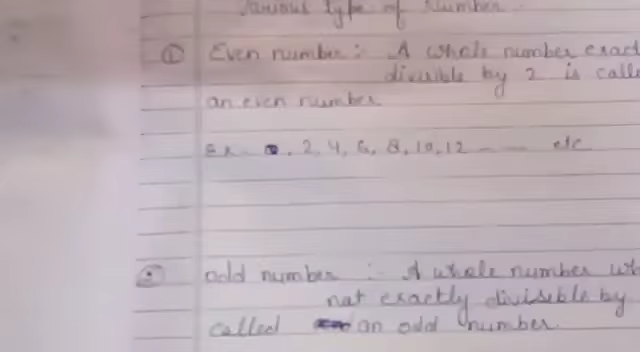 Various type of Number
① Even number :- A whole number exact
divisible by 2 is calle
an even number
Ex- 0, 2, 4, 6, 8, 10, 12 - - - - etc
② odd number :- A whole number wh
not exactly divisible by
called an odd number.